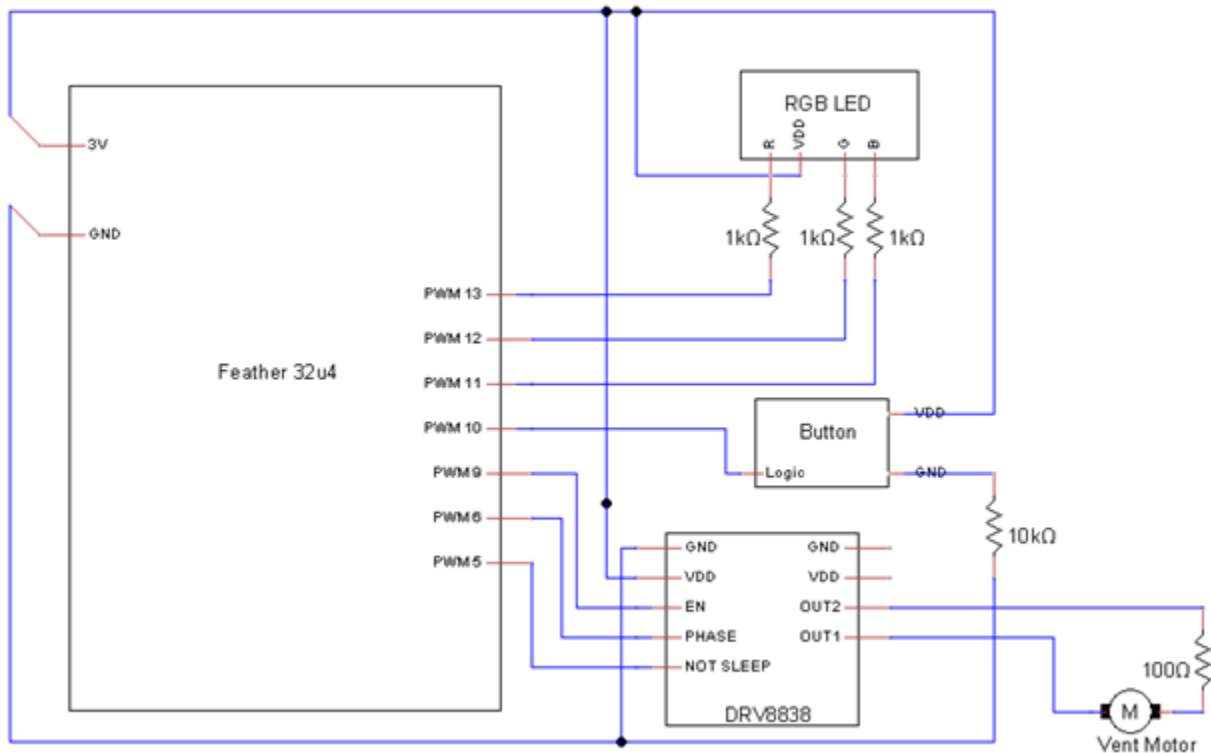 RGB LED
R
VDD
G
B
3V
GND
1kΩ
1kΩ
1kΩ
PWM 13
PWM 12
PWM 11
PWM 10
PWM 9
PWM 6
PWM 5
Feather 32u4
Button
VDD
Logic
GND
10kΩ
GND
VDD
EN
PHASE
NOT SLEEP
GND
VDD
OUT2
OUT1
DRV8838
100Ω
M
Vent Motor